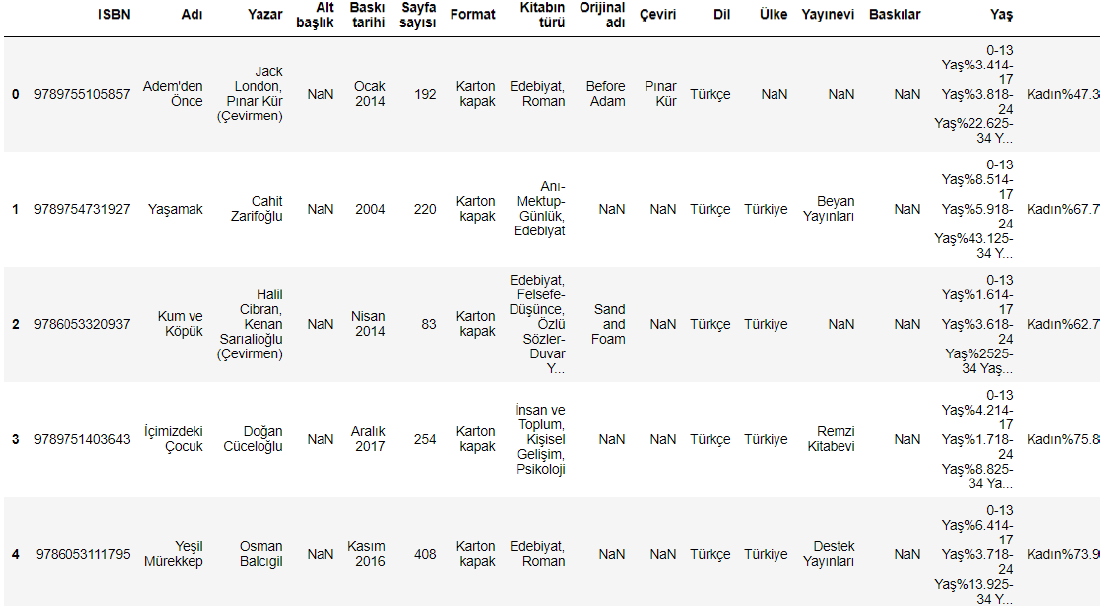 ISBN Adı Yazar Alt başlık Baskı tarihi Sayfa sayısı Format Kitabın türü Orijinal adı Çeviri Dil Ülke Yayınevi Baskılar Yaş
0 9789755105857 Adem'den Önce Jack London, Pınar Kür (Çevirmen) NaN Ocak 2014 192 Karton kapak Edebiyat, Roman Before Adam Pınar Kür Türkçe NaN NaN NaN 0-13 Yaş%3.414-17 Yaş%3.818-24 Yaş%22.625-34 Y... Kadın%47.3
1 9789754731927 Yaşamak Cahit Zarifoğlu NaN 2004 220 Karton kapak Anı-Mektup-Günlük, Edebiyat NaN NaN Türkçe Türkiye Beyan Yayınları NaN 0-13 Yaş%8.514-17 Yaş%5.918-24 Yaş%43.125-34 Y... Kadın%67.7
2 9786053320937 Kum ve Köpük Halil Cibran, Kenan Sarıalioğlu (Çevirmen) NaN Nisan 2014 83 Karton kapak Edebiyat, Felsefe-Düşünce, Özlü Sözler-Duvar Y... Sand and Foam NaN Türkçe Türkiye NaN NaN 0-13 Yaş%1.614-17 Yaş%3.618-24 Yaş%2525-34 Yaş... Kadın%62.7
3 9789751403643 İçimizdeki Çocuk Doğan Cüceloğlu NaN Aralık 2017 254 Karton kapak İnsan ve Toplum, Kişisel Gelişim, Psikoloji NaN NaN Türkçe Türkiye Remzi Kitabevi NaN 0-13 Yaş%4.214-17 Yaş%1.718-24 Yaş%8.825-34 Ya... Kadın%75.8
4 9786053111795 Yeşil Mürekkep Osman Balcıgil NaN Kasım 2016 408 Karton kapak Edebiyat, Roman NaN NaN Türkçe Türkiye Destek Yayınları NaN 0-13 Yaş%6.414-17 Yaş%3.718-24 Yaş%13.925-34 Y... Kadın%73.9